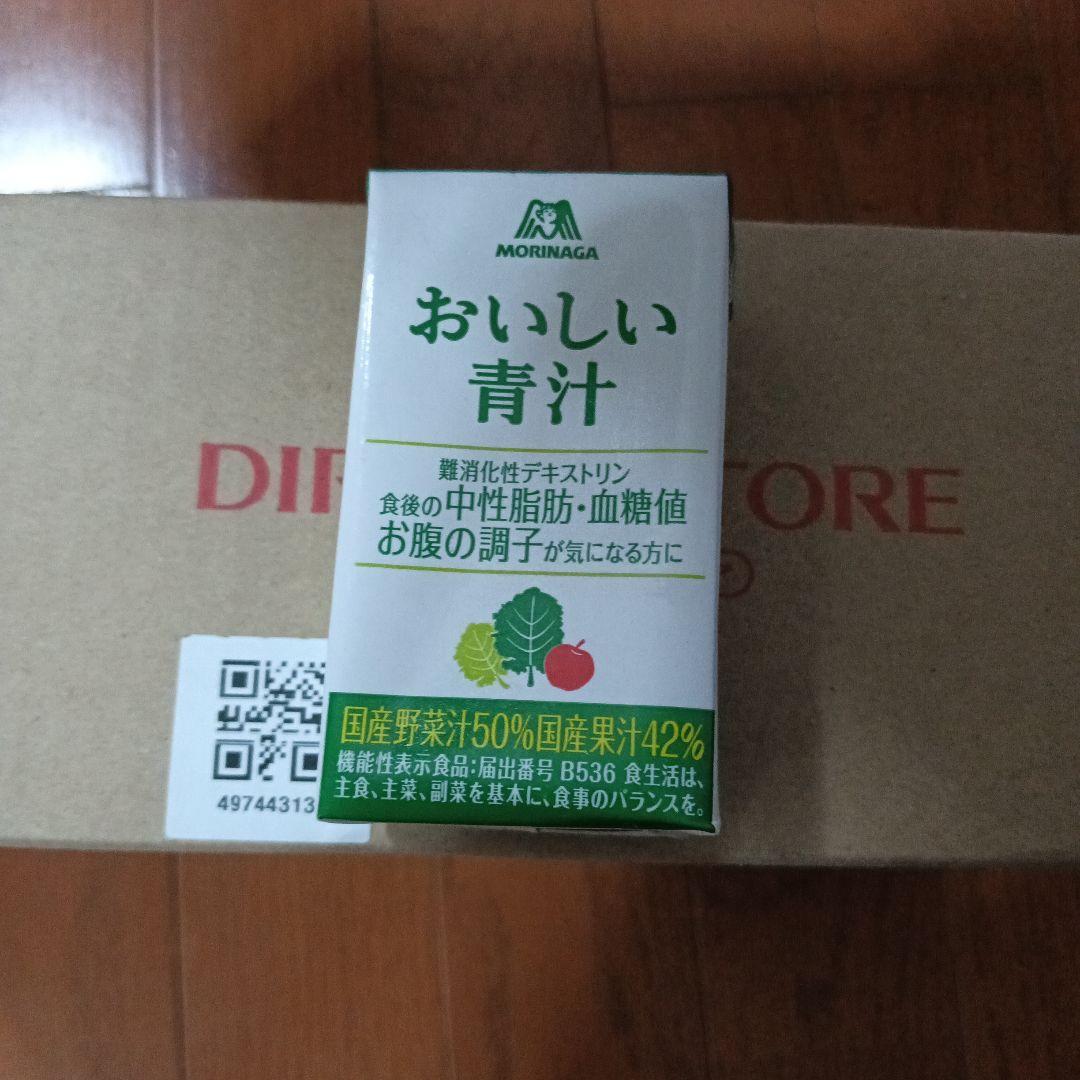 MORINAGA
おいしい
青汁
難消化性デキストリン
食後の中性脂肪・血糖値
お腹の調子が気になる方に
国産野菜汁50%国産果汁42%
機能性表示食品:届出番号 B536 食生活は、
主食、主菜、副菜を基本に、食事のバランスを。
DIR TORE
49744313